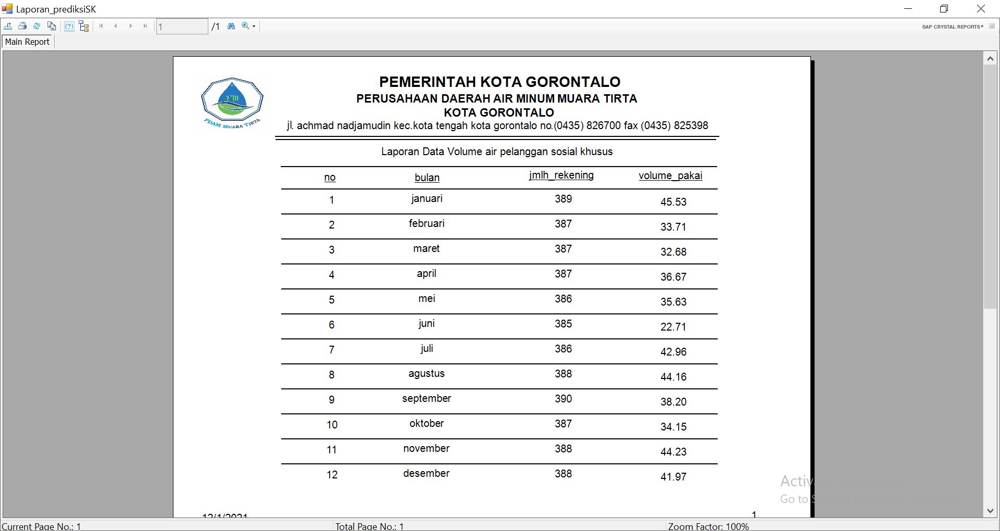 Laporan_prediksiSK
1 /1
SAP CRYSTAL REPORTS®
Main Report
PEMERINTAH KOTA GORONTALO
PERUSAHAAN DAERAH AIR MINUM MUARA TIRTA
KOTA GORONTALO
jl. achmad nadjamudin kec.kota tengah kota gorontalo no.(0435) 826700 fax (0435) 825398
PDAM MUARA TIRTA
Laporan Data Volume air pelanggan sosial khusus
no bulan jmlh_rekening volume_pakai
1 januari 389 45.53
2 februari 387 33.71
3 maret 387 32.68
4 april 387 36.67
5 mei 386 35.63
6 juni 385 22.71
7 juli 386 42.96
8 agustus 388 44.16
9 september 390 38.20
10 oktober 387 34.15
11 november 388 44.23
12 desember 388 41.97
Go to
12/1/2021 1
Current Page No.: 1 Total Page No.: 1 Zoom Factor: 100%